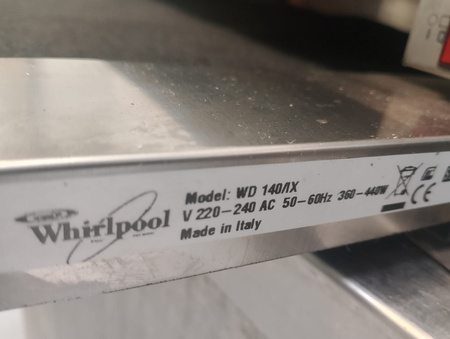 Whirlpool
Model: WD 140/IX
V 220-240 AC 50-60Hz 360-440W
Made in Italy
CE